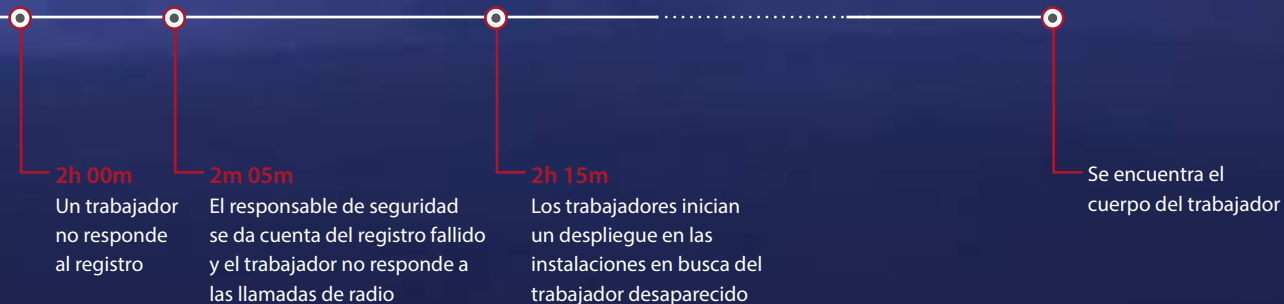 2h 00m
Un trabajador
no responde
al registro
2m 05m
El responsable de seguridad
se da cuenta del registro fallido
y el trabajador no responde a
las llamadas de radio
2h 15m
Los trabajadores inician
un despliegue en las
instalaciones en busca del
trabajador desaparecido
Se encuentra el
cuerpo del trabajador